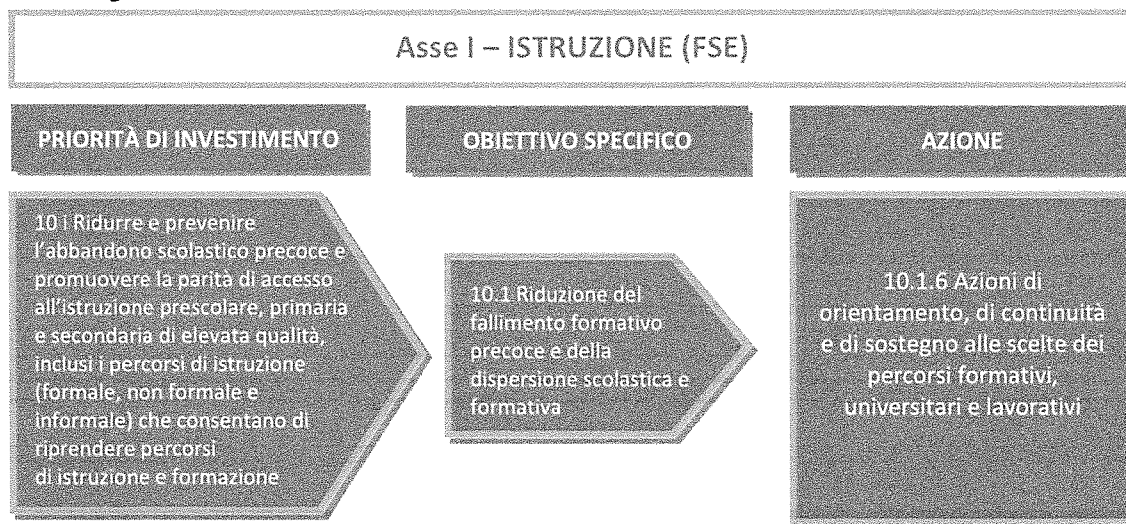 Asse I – ISTRUZIONE (FSE)
PRIORITÀ DI INVESTIMENTO
10 i Ridurre e prevenire
l'abbandono scolastico precoce e
promuovere la parità di accesso
all'istruzione prescolare, primaria
e secondaria di elevata qualità,
inclusi i percorsi di istruzione
(formale, non formale e
informale) che consentano di
riprendere percorsi
di istruzione e formazione
OBIETTIVO SPECIFICO
10.1 Riduzione del
fallimento formativo
precoce e della
dispersione scolastica e
formativa
AZIONE
10.1.6 Azioni di
orientamento, di continuità
e di sostegno alle scelte dei
percorsi formativi,
universitari e lavorativi